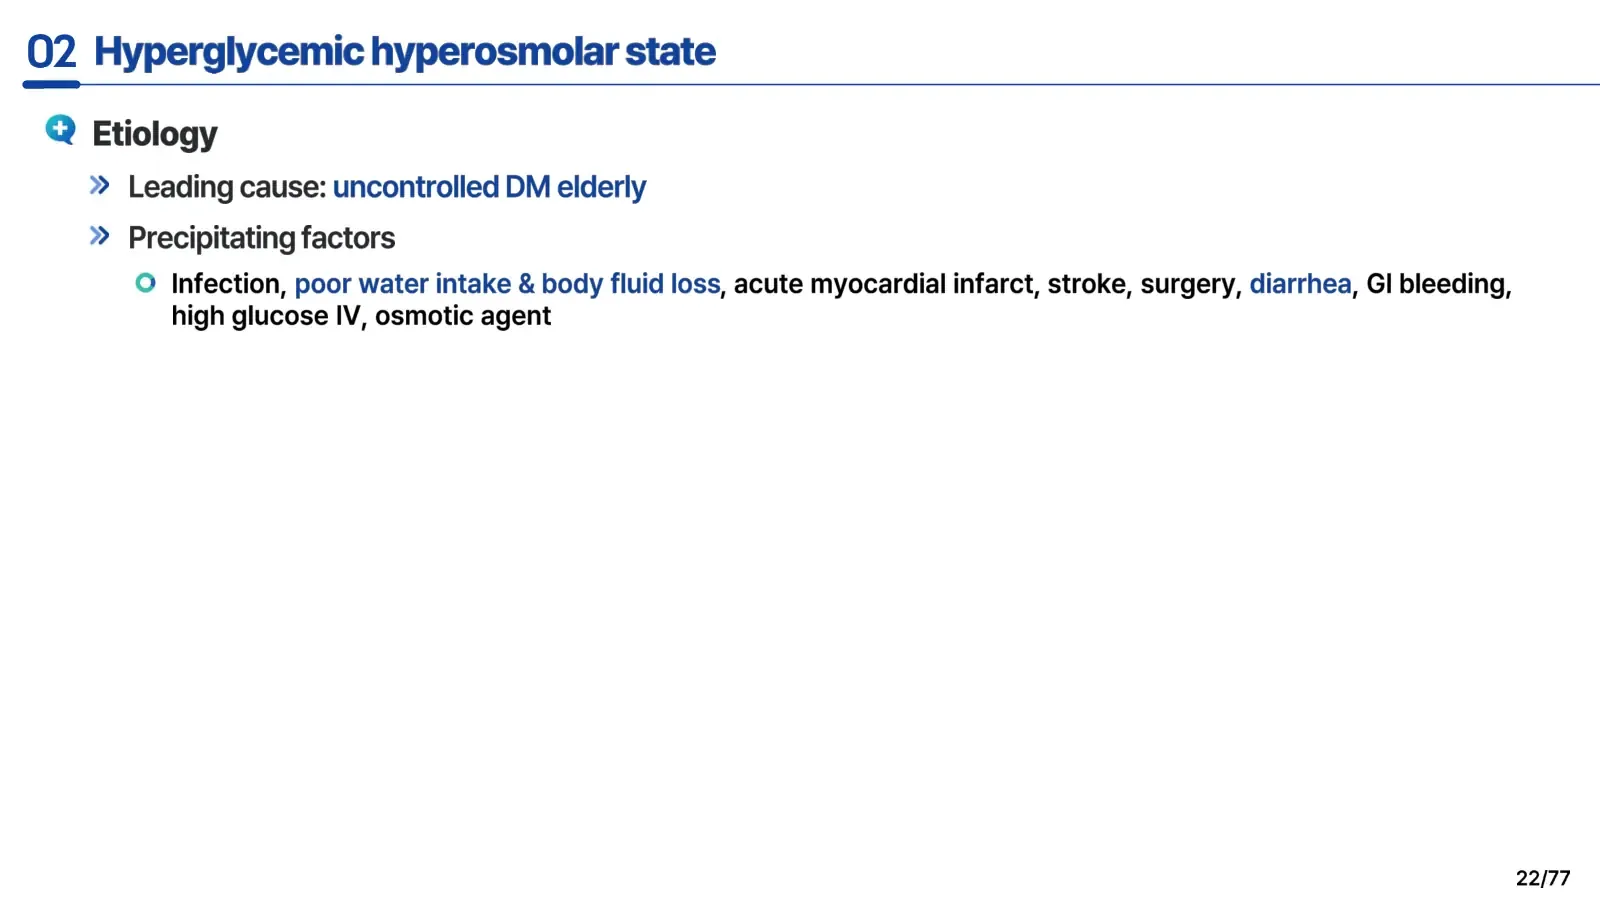 02 Hyperglycemic hyperosmolar state
Etiology
Leading cause: uncontrolled DM elderly
Precipitating factors
Infection, poor water intake & body fluid loss, acute myocardial infarct, stroke, surgery, diarrhea, GI bleeding,
high glucose IV, osmotic agent
22/77